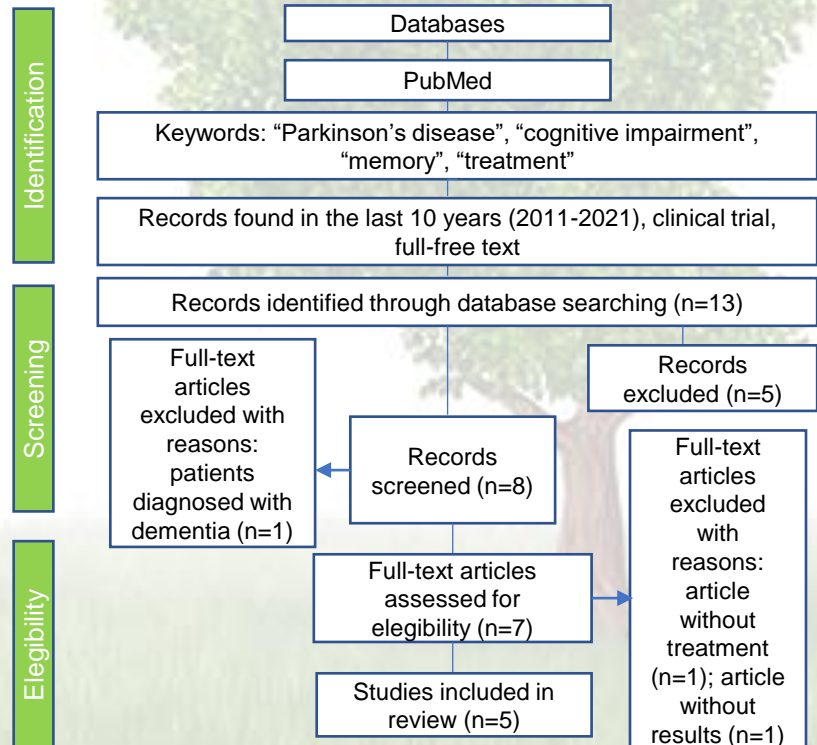 Identification
Databases
PubMed
Keywords: “Parkinson’s disease”, “cognitive impairment”,
“memory”, “treatment”
Records found in the last 10 years (2011-2021), clinical trial,
full-free text
Screening
Records identified through database searching (n=13)
Records
excluded (n=5)
Full-text
articles
excluded with
reasons:
patients
diagnosed with
dementia (n=1)
Records
screened (n=8)
Full-text
articles
excluded
with
reasons:
article
without
treatment
(n=1); article
without
results (n=1)
Elegibility
Full-text articles
assessed for
elegibility (n=7)
Studies included in
review (n=5)